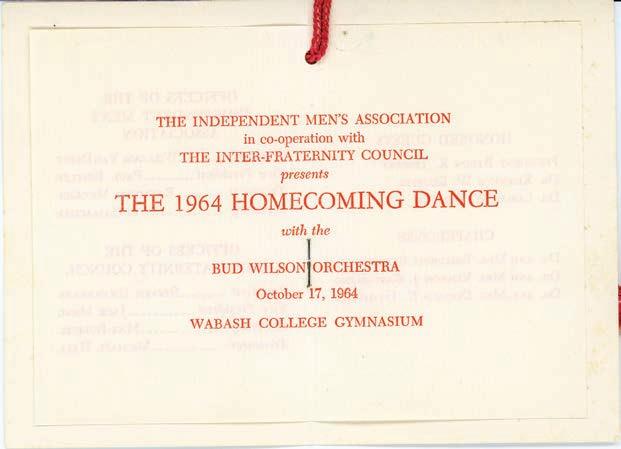 THE INDEPENDENT MEN'S ASSOCIATION
in co-operation with
THE INTER-FRATERNITY COUNCIL
presents
THE 1964 HOMECOMING DANCE
with the
BUD WILSON ORCHESTRA
October 17, 1964
WABASH COLLEGE GYMNASIUM